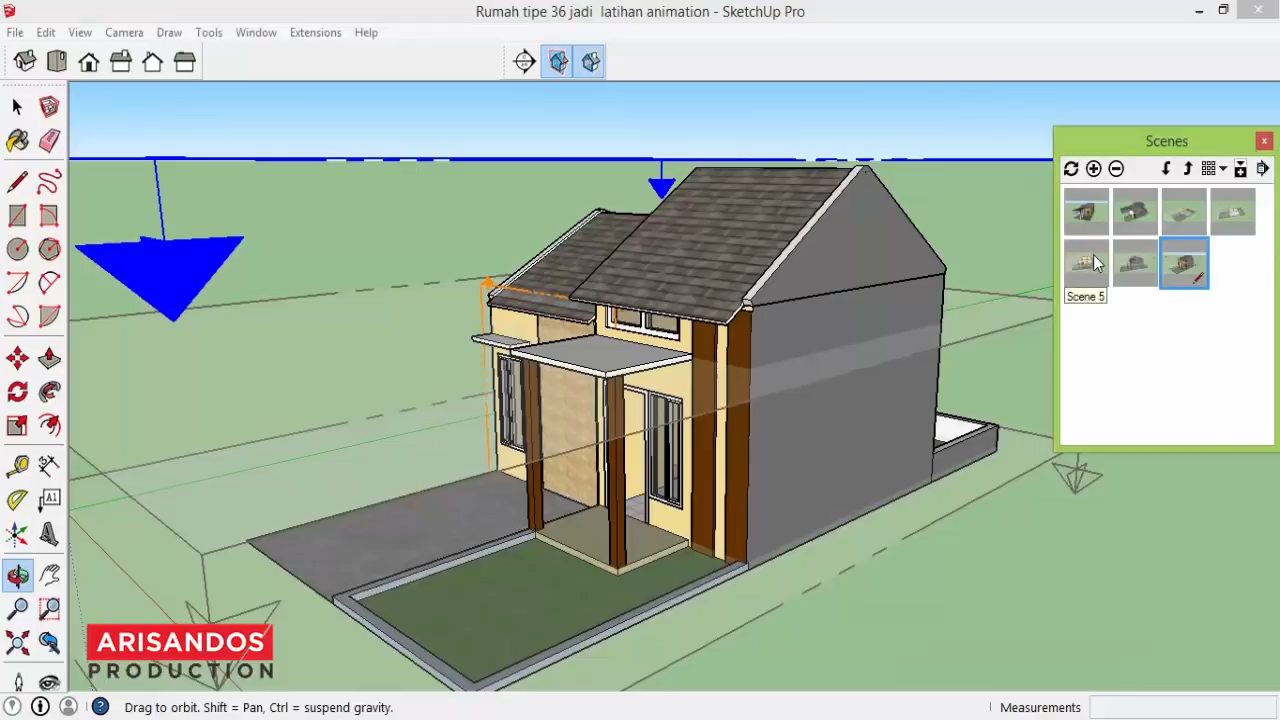 Rumah tipe 36 jadi  latihan animation - SketchUp Pro
File Edit View Camera Draw Tools Window Extensions Help
Scenes
Scene 5
A1
ARISANDOS
PRODUCTION
Drag to orbit. Shift = Pan, Ctrl = suspend gravity.
Measurements